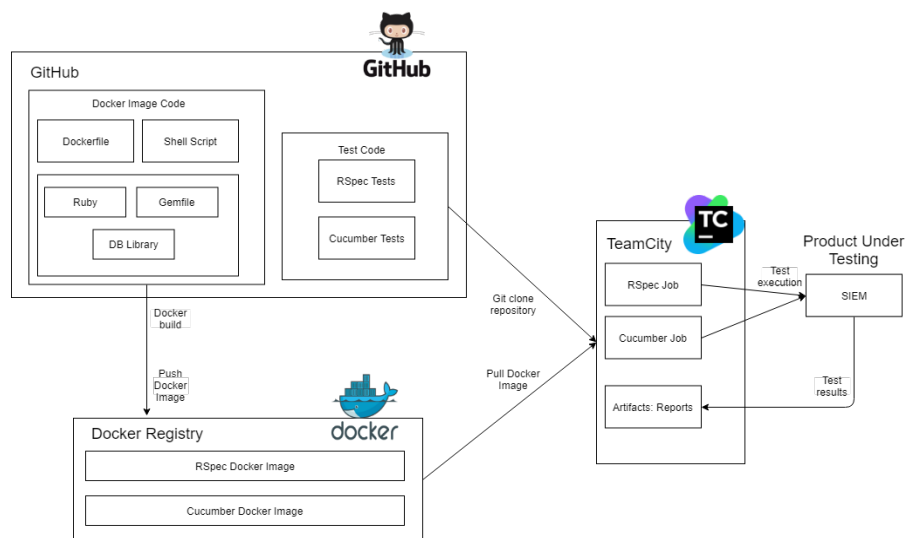 GitHub
GitHub
Docker Image Code
Dockerfile
Shell Script
Ruby
Gemfile
DB Library
Test Code
RSpec Tests
Cucumber Tests
Docker
build
Push
Docker
Image
Git clone
repository
Pull Docker
Image
docker
Docker Registry
RSpec Docker Image
Cucumber Docker Image
TC
TeamCity
RSpec Job
Cucumber Job
Artifacts: Reports
Test
execution
Product Under
Testing
SIEM
Test
results